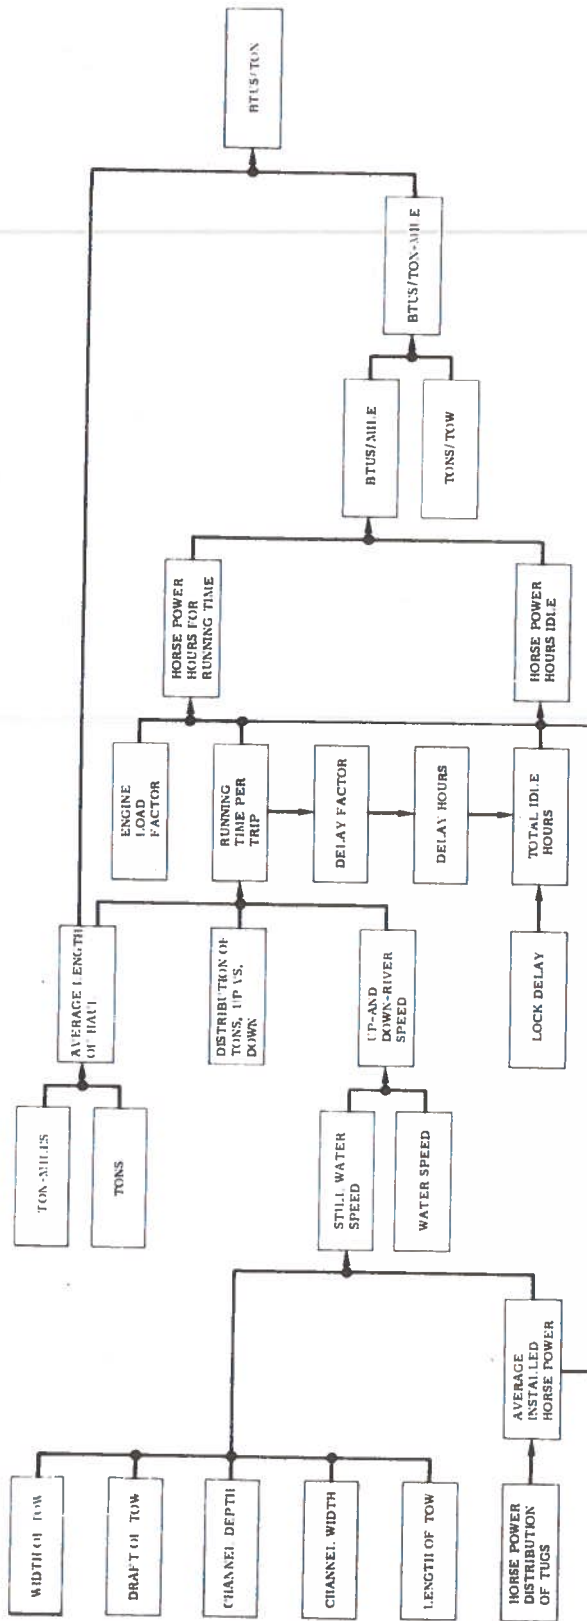 WIDTH OF TOW
DRAFT OF TOW
CHANNEL DEPTH
CHANNEL WIDTH
LENGTH OF TOW
HORSE POWER
DISTRIBUTION
OF TUGS
AVERAGE
INSTALLED
HORSE POWER
TON-MILES
TONS
STILL WATER
SPEED
WATER SPEED
AVERAGE LENGTH
OF HAUL
DISTRIBUTION OF
TONS, UP VS.
DOWN
UP-AND
DOWN-RIVER
SPEED
LOCK DELAY
ENGINE
LOAD
FACTOR
RUNNING
TIME PER
TRIP
DELAY FACTOR
DELAY HOURS
TOTAL IDLE
HOURS
HORSE POWER
HOURS FOR
RUNNING TIME
HORSE POWER
HOURS IDLE
BTUS/MILE
TONS/TOW
BTUS/TON-MILE
BTUS/TON